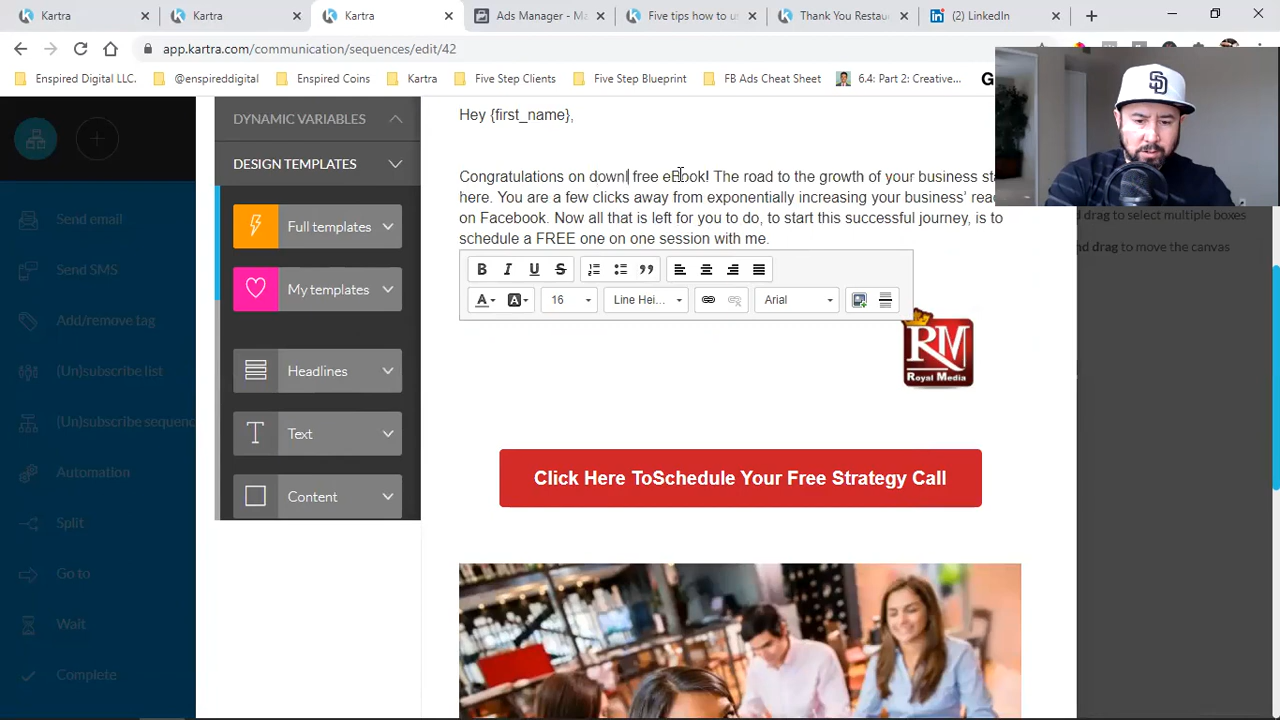 Kartra
Kartra
Kartra
Ads Manager - Ma
Five tips how to us
Thank You Restau
(2) LinkedIn
app.kartra.com/communication/sequences/edit/42
Enspired Digital LLC.
@enspireddigital
Enspired Coins
Kartra
Five Step Clients
Five Step Blueprint
FB Ads Cheat Sheet
6.4: Part 2: Creative...
G
DYNAMIC VARIABLES
DESIGN TEMPLATES
Full templates
My templates
Headlines
Text
Content
Send email
Send SMS
Add/remove tag
(Un)subscribe list
(Un)subscribe sequenc
Automation
Split
Go to
Wait
Complete
Hey {first_name},
Congratulations on downl free eBook! The road to the growth of your business sta
here. You are a few clicks away from exponentially increasing your business' reac
on Facebook. Now all that is left for you to do, to start this successful journey, is to
schedule a FREE one on one session with me.
B I U S
A A 16 Line Hei... Arial
RM
ROYAL MEDIA
Click Here ToSchedule Your Free Strategy Call
SD
drag to select multiple boxes
nd drag to move the canvas